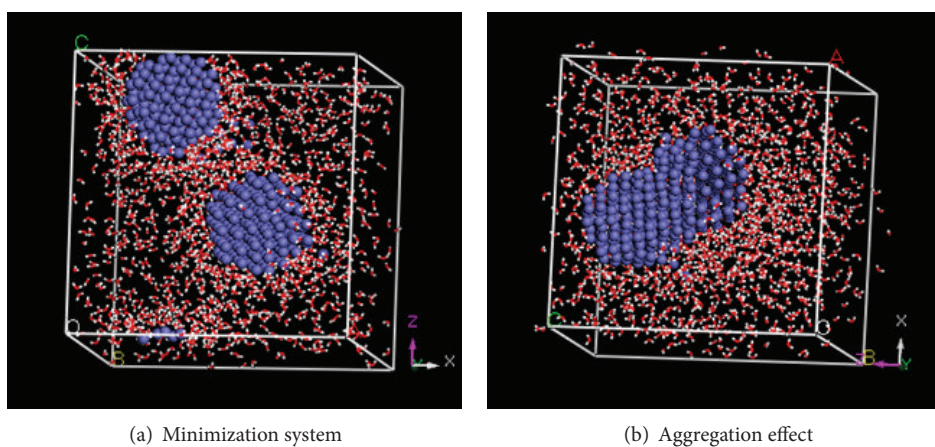 C
O
B
Z
Y
X
A
C
O
B
X
Z
Y
(a) Minimization system
(b) Aggregation effect